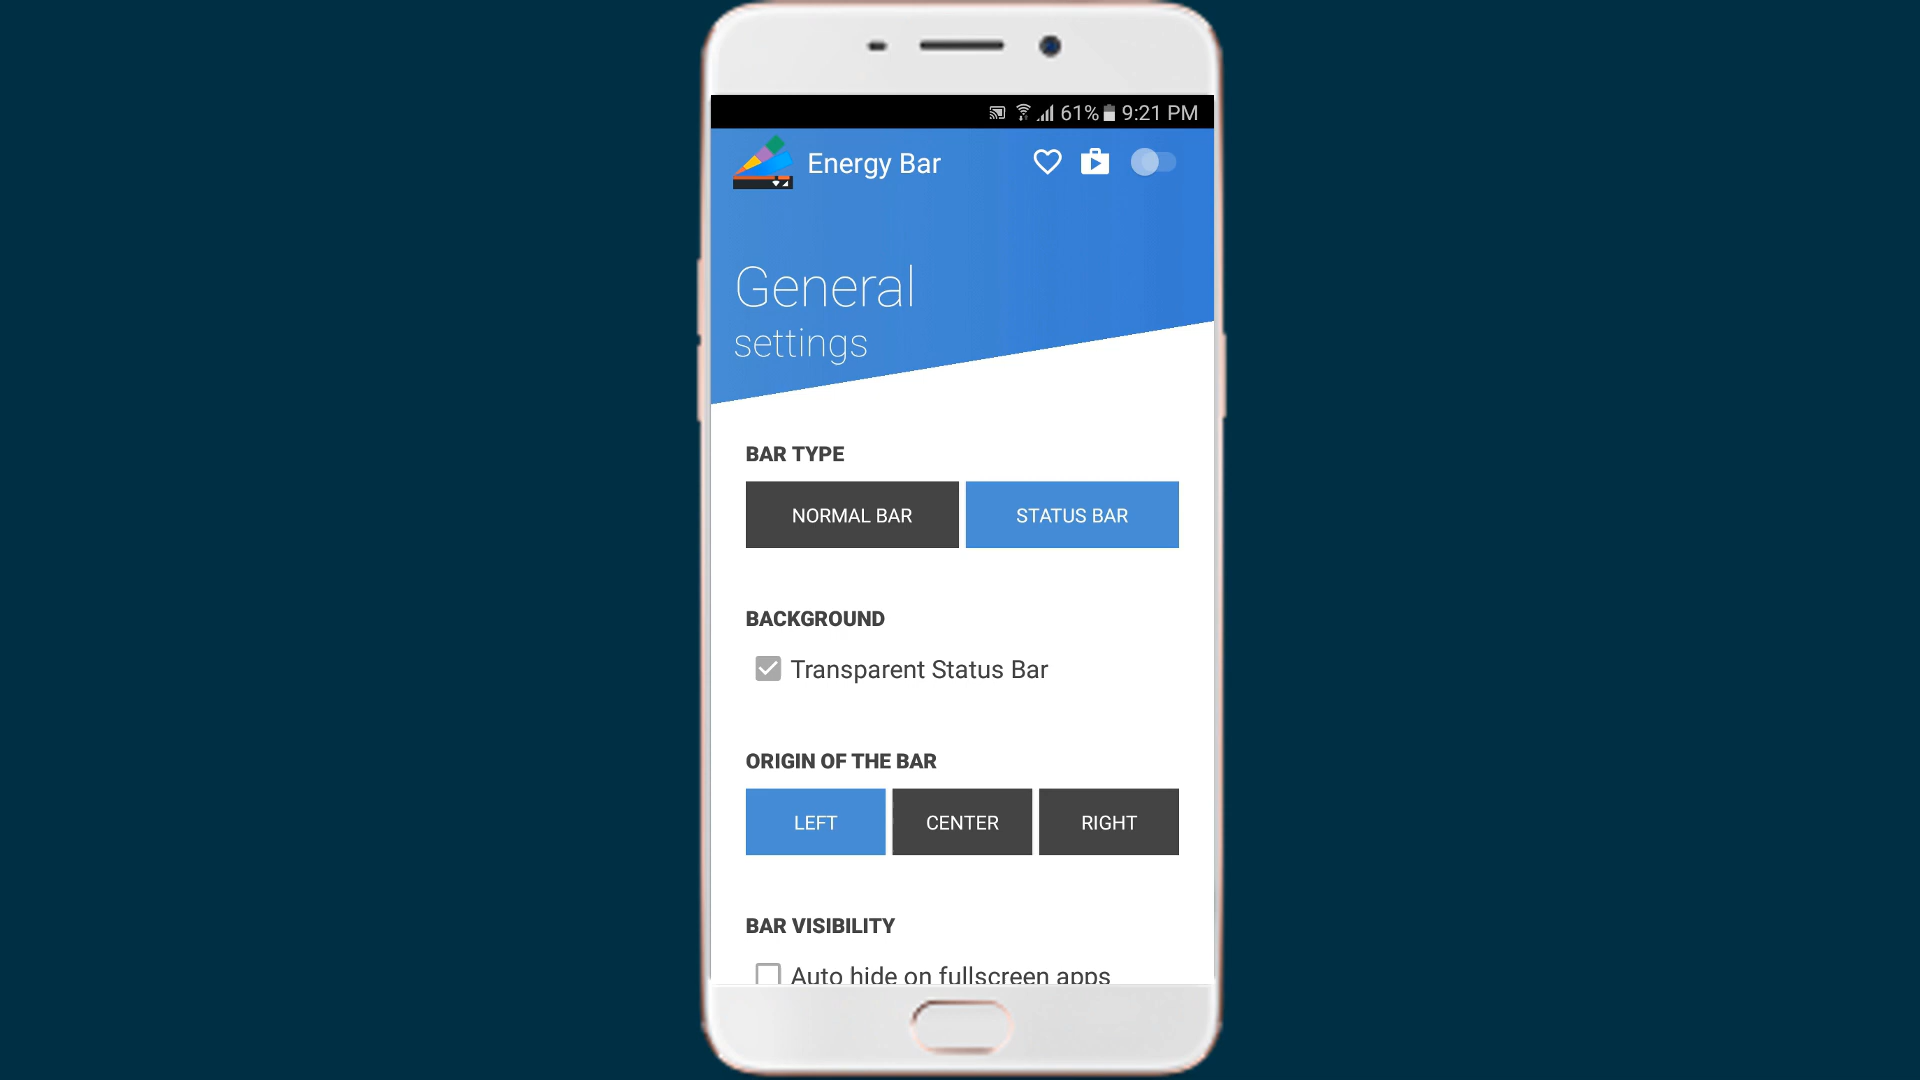 61% 9:21 PM
Energy Bar
General
settings
BAR TYPE
NORMAL BAR STATUS BAR
BACKGROUND
Transparent Status Bar
ORIGIN OF THE BAR
LEFT CENTER RIGHT
BAR VISIBILITY
Auto hide on fullscreen apps